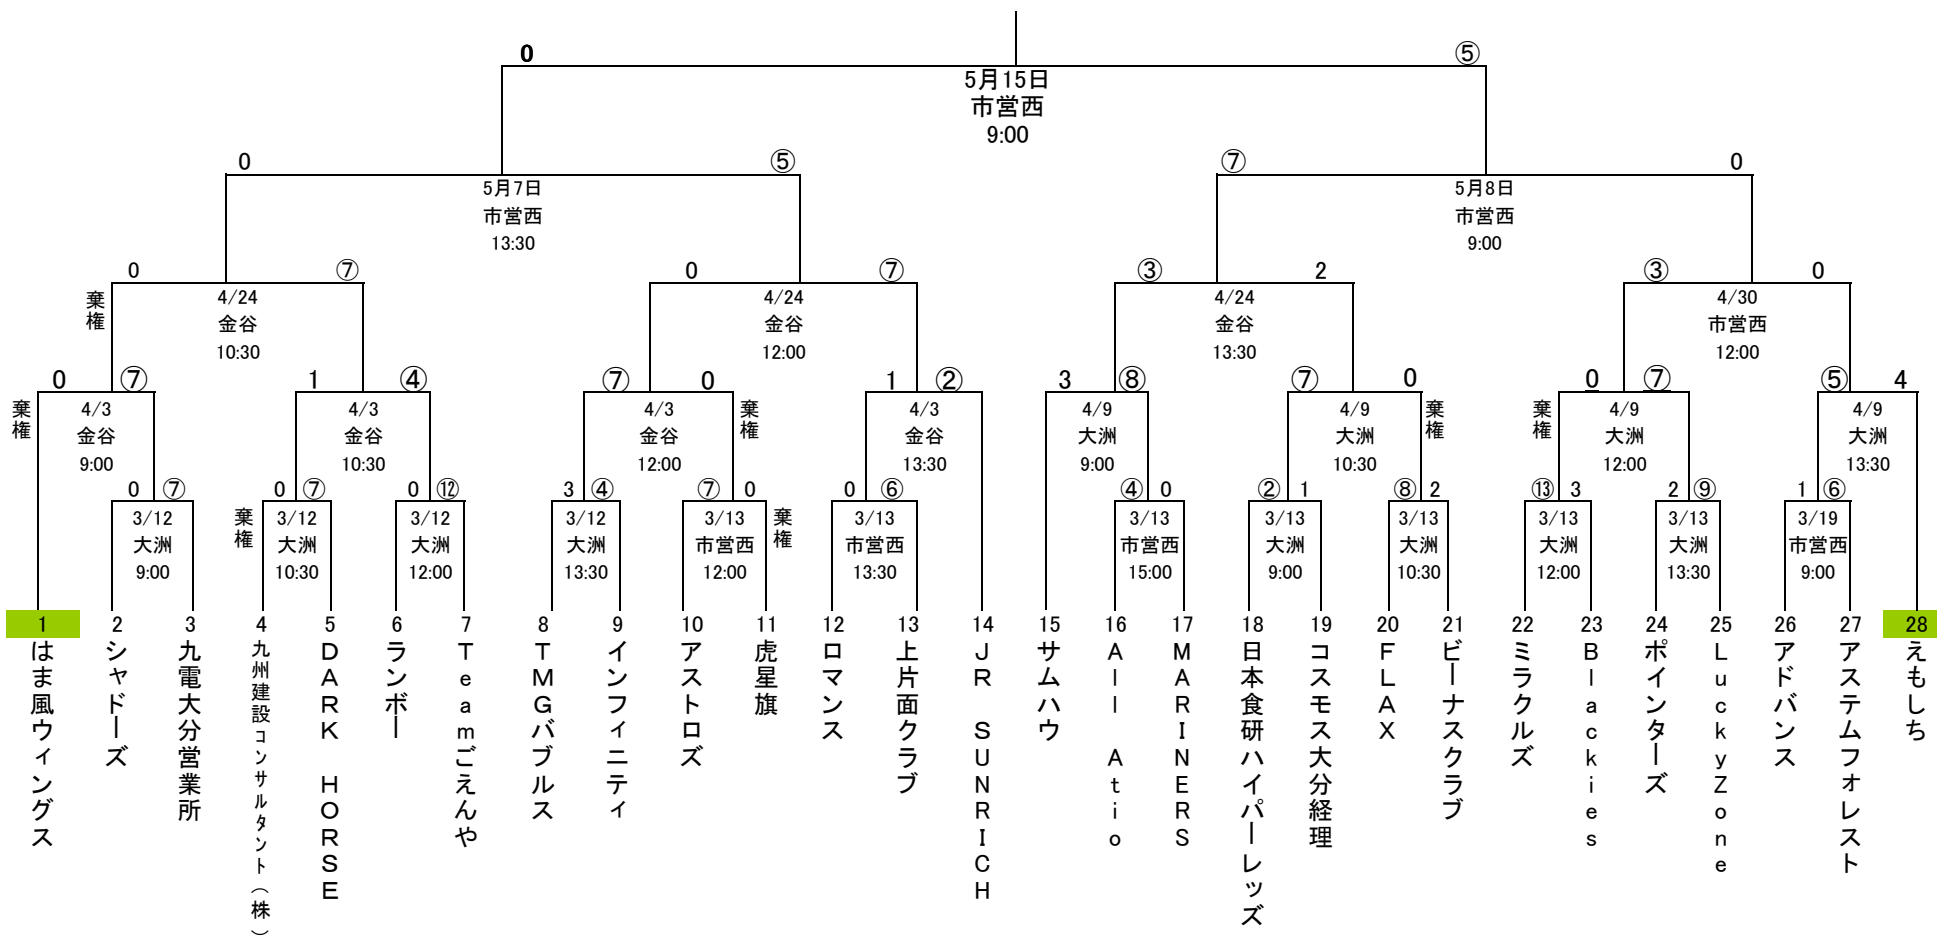 0 ⑤
5月15日
市営西
9:00
0 ⑤ ⑦ 0
5月7日 5月8日
市営西 市営西
13:30 9:00
0 ⑦ 0 ⑦ ③ 2 ③ 0
棄権 4/24 4/24 4/24 4/30
金谷 金谷 金谷 市営西
10:30 12:00 13:30 12:00
0 ⑦ 1 ④ ⑦ 0 1 ② 3 ⑧ ⑦ 0 0 ⑦ ⑤ 4
棄権 4/3 4/3 4/3 棄権 4/3 4/9 4/9 棄権 棄権 4/9 4/9
金谷 金谷 金谷 金谷 大洲 大洲 大洲 大洲
9:00 10:30 12:00 13:30 9:00 10:30 12:00 13:30
0 ⑦ 0 ⑦ 0 ⑫ 3 ④ ⑦ 0 0 ⑥ ④ 0 ② 1 ⑧ 2 ⑬ 3 2 ⑨ 1 ⑥
3/12 棄権 3/12 3/12 3/12 3/13 棄権 3/13 3/13 3/13 3/13 3/13 3/13 3/19
大洲 大洲 大洲 大洲 市営西 市営西 市営西 大洲 大洲 大洲 大洲 市営西
9:00 10:30 12:00 13:30 12:00 13:30 15:00 9:00 10:30 12:00 13:30 9:00
1 2 3 4 5 6 7 8 9 10 11 12 13 14 15 16 17 18 19 20 21 22 23 24 25 26 27 28
はま風ウィングス
シャドーズ
九電大分営業所
九州建設コンサルタント（株）
DARK HORSE
ランボー
Teamごえんや
TMGバブルス
インフィニティ
アストロズ
虎星旗
ロマンス
上片面クラブ
JR SUNRICH
サムハウ
All Atio
MARINERS
日本食研ハイパーレッズ
コスモス大分経理
FLAX
ビーナスクラブ
ミラクルズ
Blackies
ポインターズ
LuckyZone
アドバンス
アステムフォレスト
えもしち